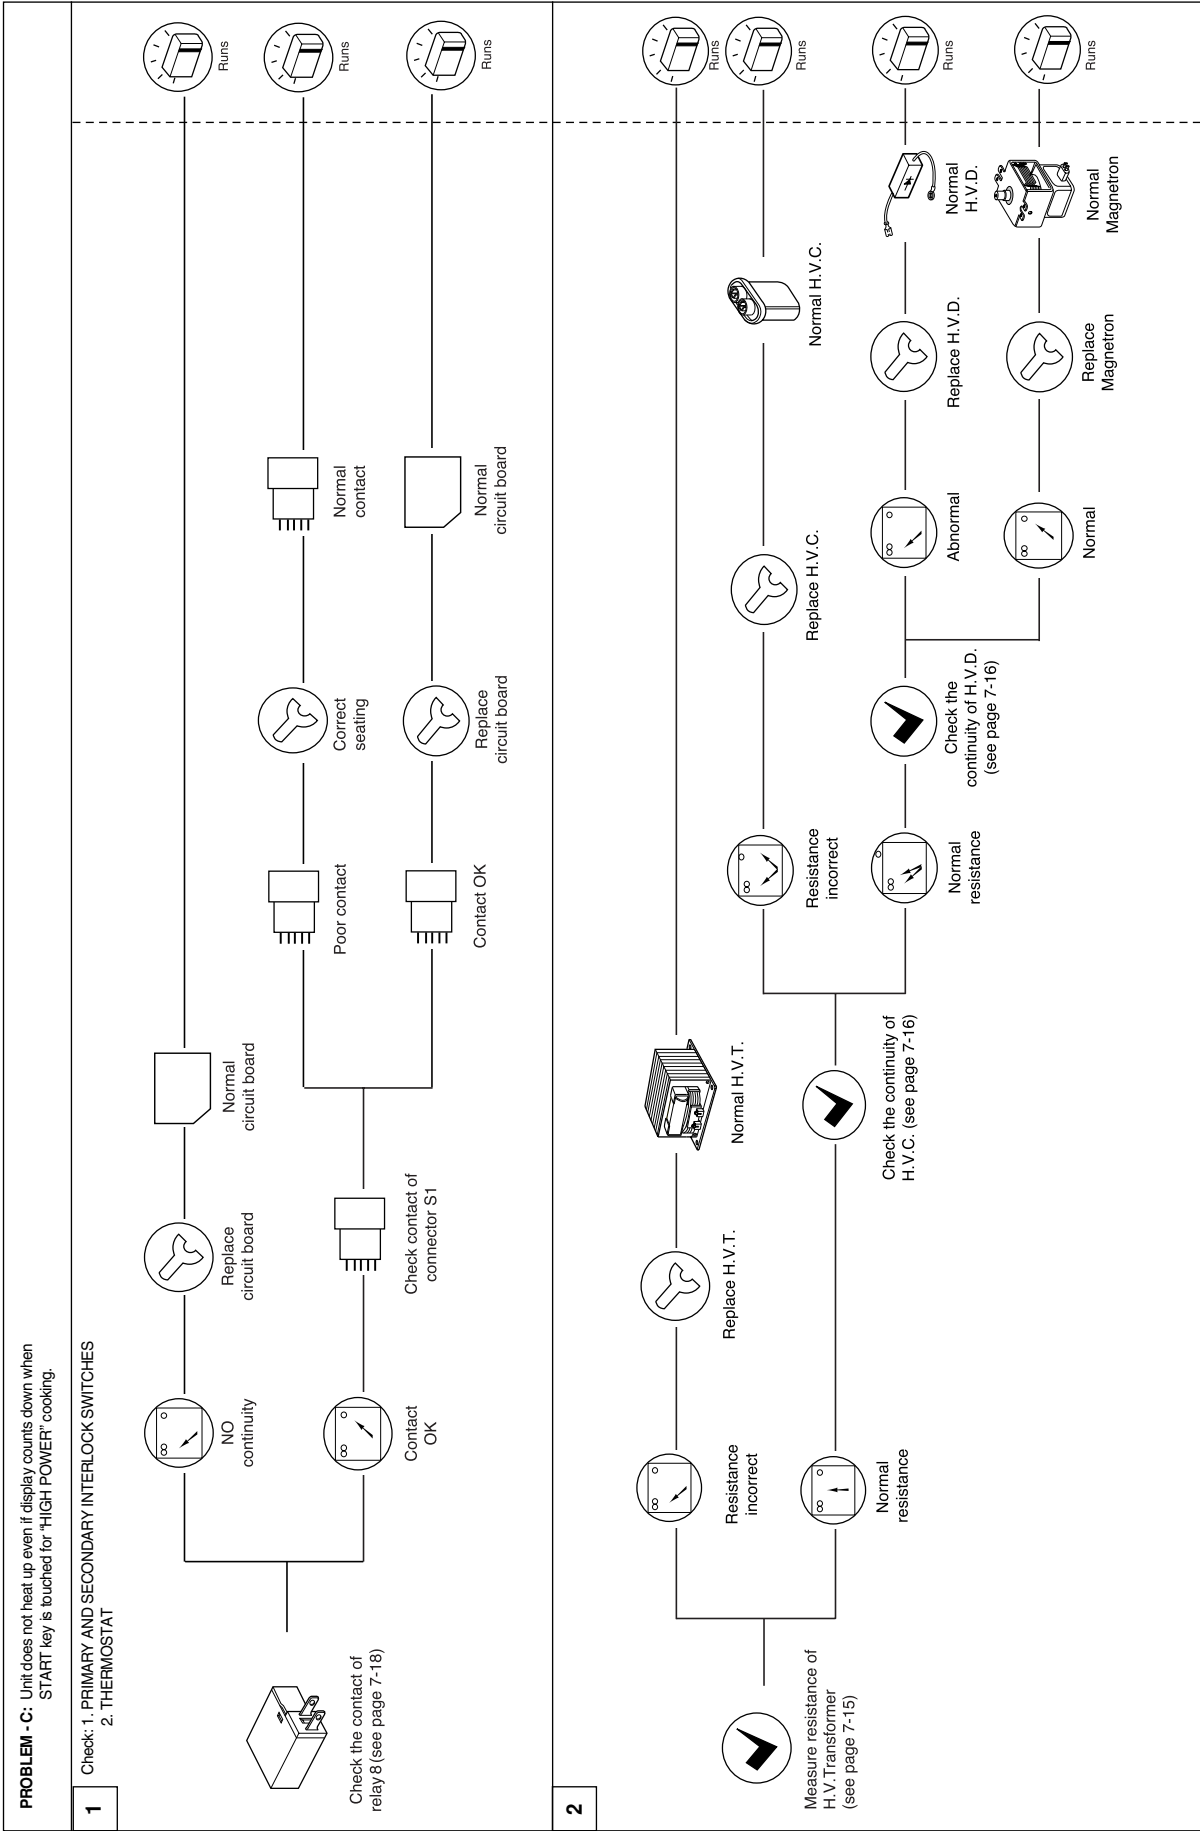 PROBLEM - C: Unit does not heat up even if display counts down when
START key is touched for "HIGH POWER" cooking.
1
Check: 1. PRIMARY AND SECONDARY INTERLOCK SWITCHES
2. THERMOSTAT
Check the contact of
relay 8 (see page 7-18)
NO
continuity
Replace
circuit board
Normal
circuit board
Runs
Contact
OK
Check contact of
connector S1
Poor contact
Correct
seating
Normal
contact
Runs
Contact OK
Replace
circuit board
Normal
circuit board
Runs
2
Measure resistance of
H.V.Transformer
(see page 7-15)
Resistance
incorrect
Replace H.V.T.
Normal H.V.T.
Runs
Normal
resistance
Check the continuity of
H.V.C. (see page 7-16)
Resistance
incorrect
Replace H.V.C.
Normal H.V.C.
Runs
Normal
resistance
Check the
continuity of H.V.D.
(see page 7-16)
Abnormal
Replace H.V.D.
Normal
H.V.D.
Runs
Normal
Replace
Magnetron
Normal
Magnetron
Runs